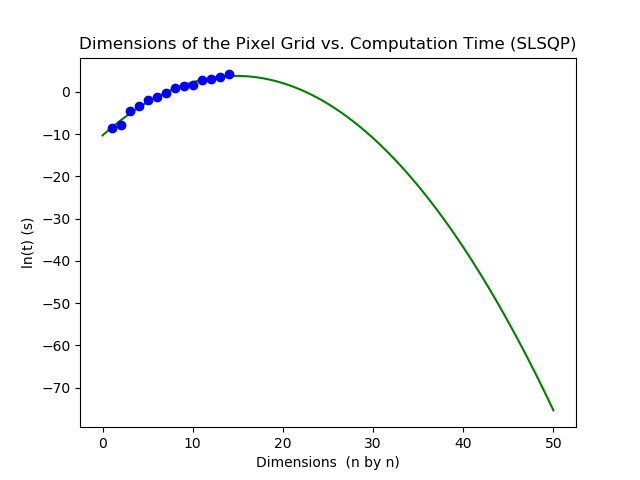 Dimensions of the Pixel Grid vs. Computation Time (SLSQP)
0
−10
−20
−30
−40
−50
−60
−70
ln(t) (s)
0 10 20 30 40 50
Dimensions  (n by n)